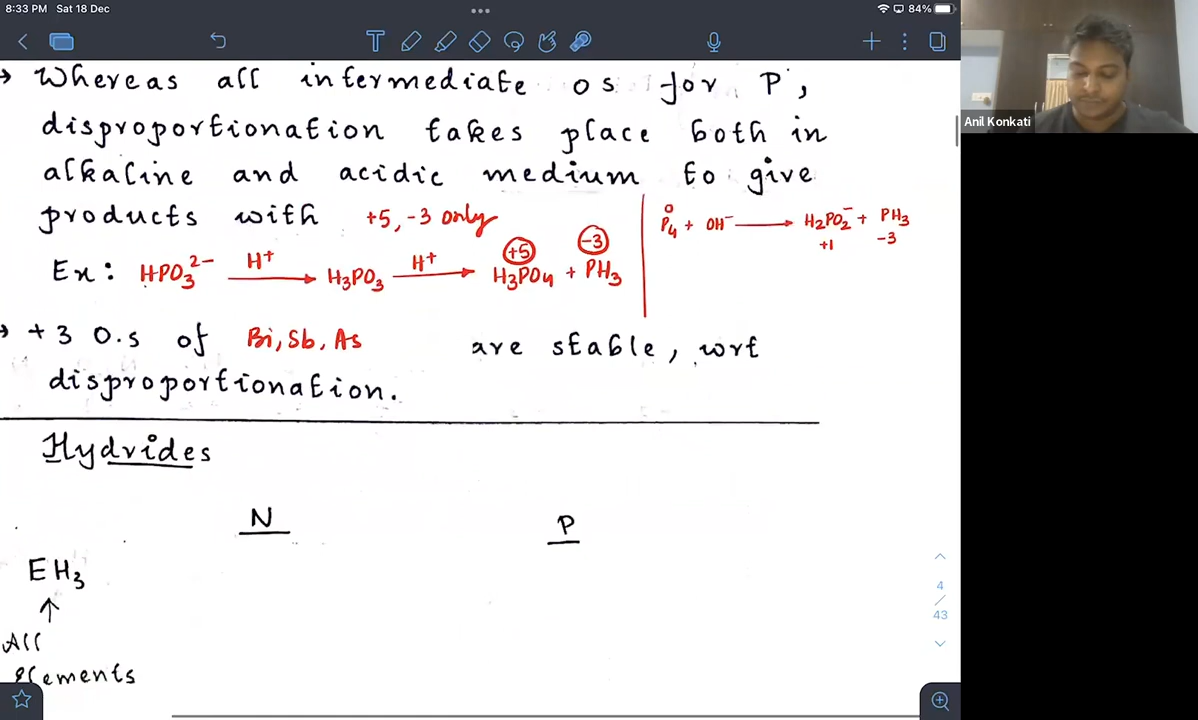 8:33 PM Sat 18 Dec
84%
Anil Konkati
→ Whereas all intermediate os for P,
disproportionation takes place both in
alkaline and acidic medium to give
products with +5, -3 only
Ex: HPO₃²⁻ —H⁺→ H₃PO₃ —H⁺→ H₃PO₄ + PH₃
+5 -3
0
P₄ + OH⁻ → H₂PO₂⁻ + PH₃
+1 -3
→ +3 O.s of Bi, Sb, As are stable, wrt
disproportionation.
Hydrides
N P
EH₃
↑
All
elements
4
/
43